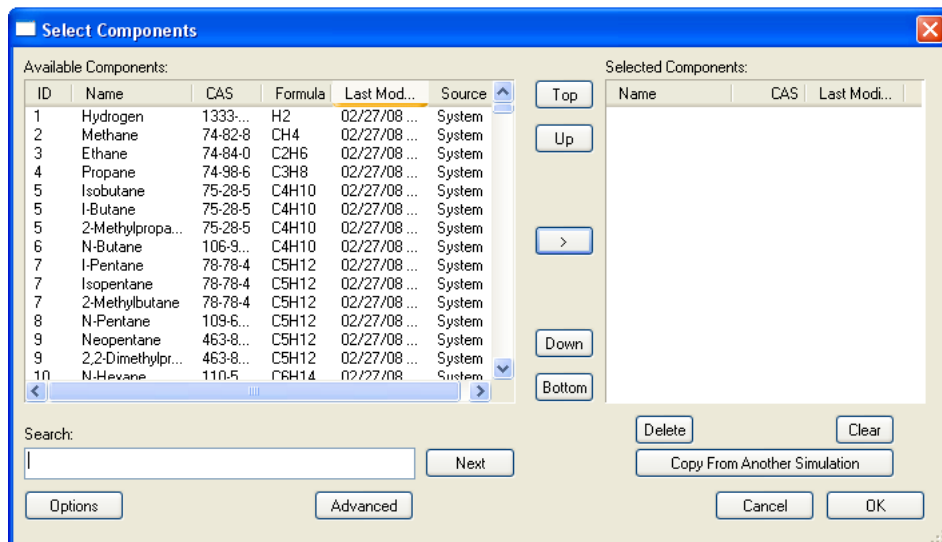 Select Components
Available Components:
Selected Components:
ID Name CAS Formula Last Mod... Source
1 Hydrogen 1333-... H2 02/27/08 ... System
2 Methane 74-82-8 CH4 02/27/08 ... System
3 Ethane 74-84-0 C2H6 02/27/08 ... System
4 Propane 74-98-6 C3H8 02/27/08 ... System
5 Isobutane 75-28-5 C4H10 02/27/08 ... System
5 I-Butane 75-28-5 C4H10 02/27/08 ... System
5 2-Methylpropa... 75-28-5 C4H10 02/27/08 ... System
6 N-Butane 106-9... C4H10 02/27/08 ... System
7 I-Pentane 78-78-4 C5H12 02/27/08 ... System
7 Isopentane 78-78-4 C5H12 02/27/08 ... System
7 2-Methylbutane 78-78-4 C5H12 02/27/08 ... System
8 N-Pentane 109-6... C5H12 02/27/08 ... System
9 Neopentane 463-8... C5H12 02/27/08 ... System
9 2,2-Dimethylpr... 463-8... C5H12 02/27/08 ... System
10 N-Hexane 110-5... C6H14 02/27/08 ... System
Top
Up
>
Down
Bottom
Name CAS Last Modi...
Search:
Next
Options
Advanced
Delete
Clear
Copy From Another Simulation
Cancel
OK